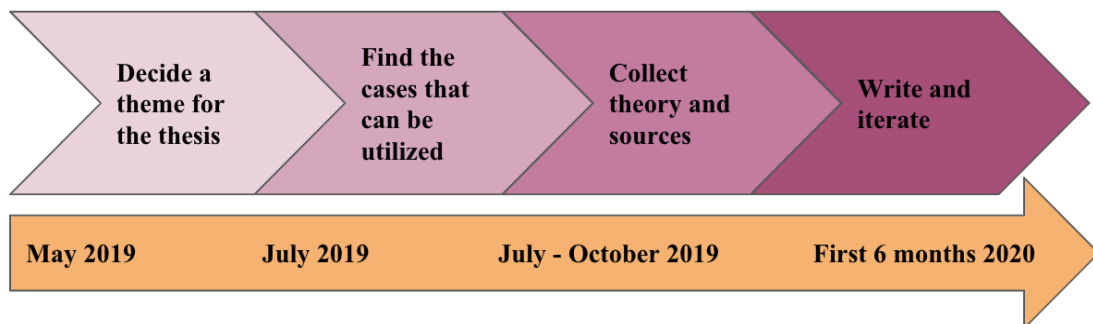 Decide a
theme for
the thesis
Find the
cases that
can be
utilized
Collect
theory and
sources
Write and
iterate
May 2019
July 2019
July - October 2019
First 6 months 2020